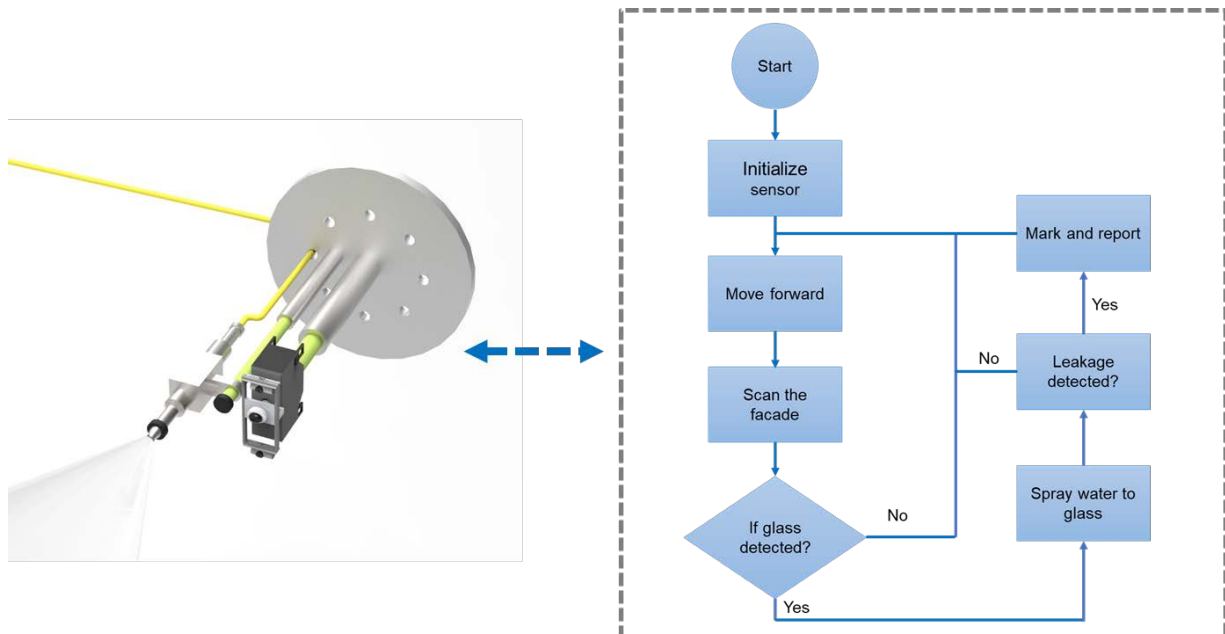 Start
Initialize
sensor
Move forward
Scan the
facade
If glass
detected?
No
Yes
Spray water to
glass
Leakage
detected?
No
Yes
Mark and report